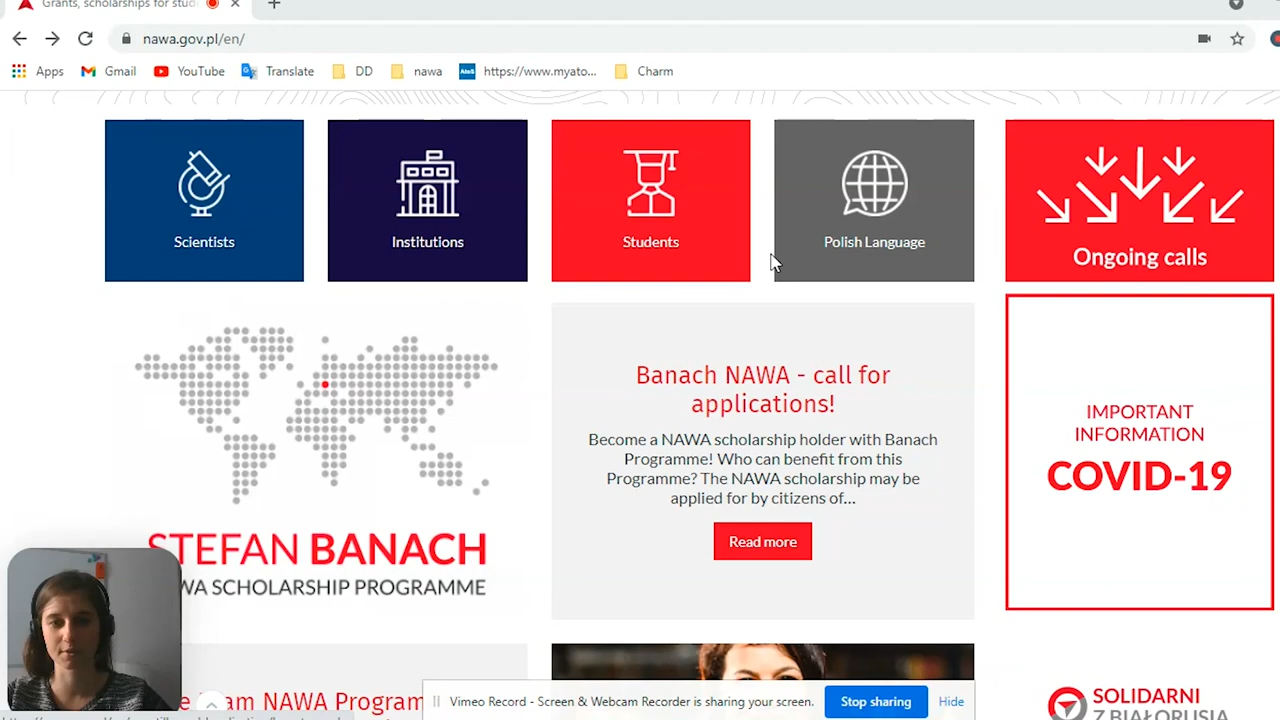 Grants, scholarships for stud
nawa.gov.pl/en/
Apps
Gmail
YouTube
Translate
DD
nawa
Atos
https://www.myato...
Charm
Scientists
Institutions
Students
Polish Language
Ongoing calls
Banach NAWA - call for
applications!
Become a NAWA scholarship holder with Banach
Programme! Who can benefit from this
Programme? The NAWA scholarship may be
applied for by citizens of...
Read more
IMPORTANT
INFORMATION
COVID-19
STEFAN BANACH
WA SCHOLARSHIP PROGRAMME
am NAWA Program
Vimeo Record - Screen & Webcam Recorder is sharing your screen.
Stop sharing
Hide
SOLIDARNI
Z BIAŁORUSIĄ